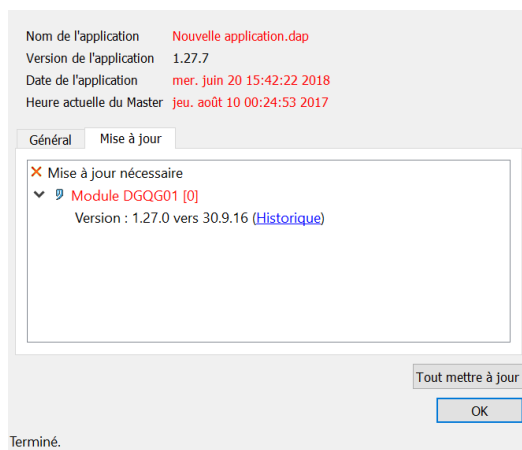 Nom de l'application Nouvelle application.dap
Version de l'application 1.27.7
Date de l'application mer. juin 20 15:42:22 2018
Heure actuelle du Master jeu. août 10 00:24:53 2017
Général Mise à jour
Mise à jour nécessaire
Module DGQG01 [0]
Version : 1.27.0 vers 30.9.16 (Historique)
Tout mettre à jour
OK
Terminé.